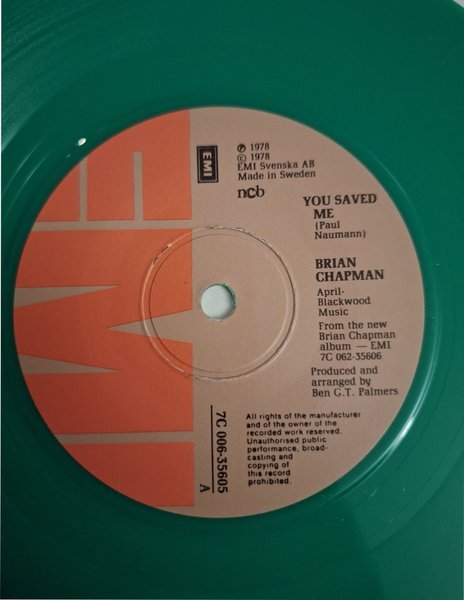 EMI
EMI
℗ 1978
© 1978
EMI Svenska AB
Made in Sweden
ncb
YOU SAVED
ME
(Paul
Naumann)
BRIAN
CHAPMAN
April-
Blackwood
Music
From the new
Brian Chapman
album — EMI
7C 062-35606
Produced and
arranged by
Ben G.T. Palmers
7C 006-35605
A
All rights of the manufacturer
and of the owner of the
recorded work reserved.
Unauthorised public
performance, broad-
casting and
copying of
this record
prohibited.